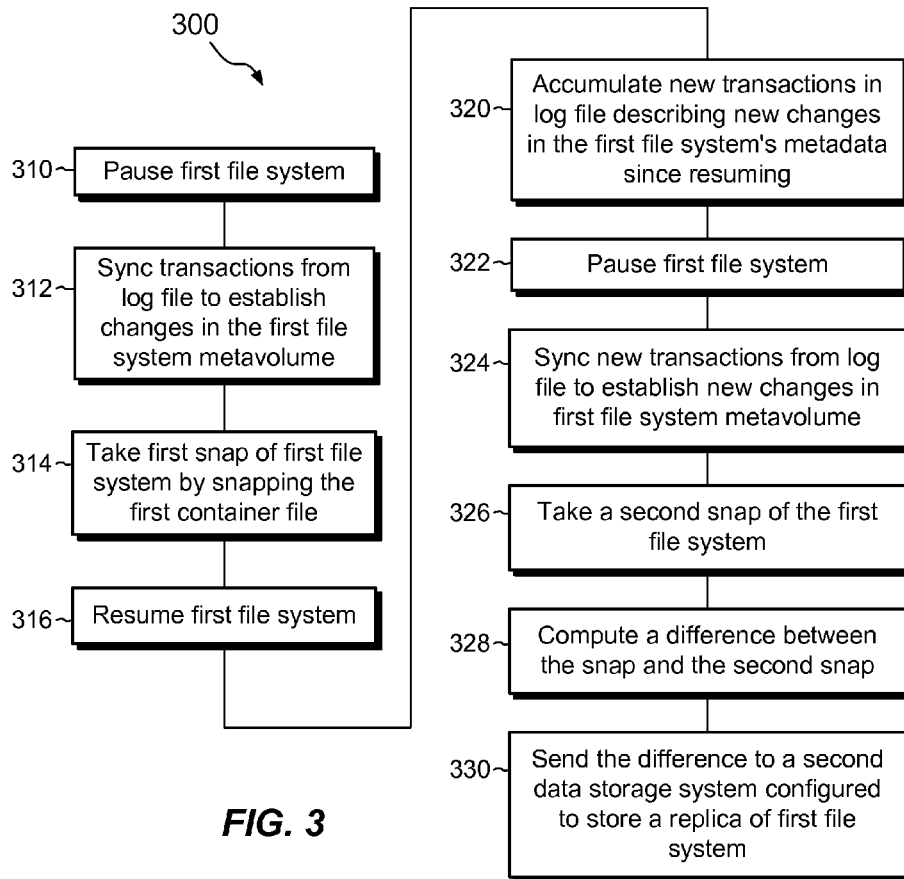 300
310
Pause first file system
312
Sync transactions from
log file to establish
changes in the first file
system metavolume
314
Take first snap of first file
system by snapping the
first container file
316
Resume first file system
320
Accumulate new transactions in
log file describing new changes
in the first file system's metadata
since resuming
322
Pause first file system
324
Sync new transactions from log
file to establish new changes in
first file system metavolume
326
Take a second snap of the first
file system
328
Compute a difference between
the snap and the second snap
330
Send the difference to a second
data storage system configured
to store a replica of first file
system
FIG. 3